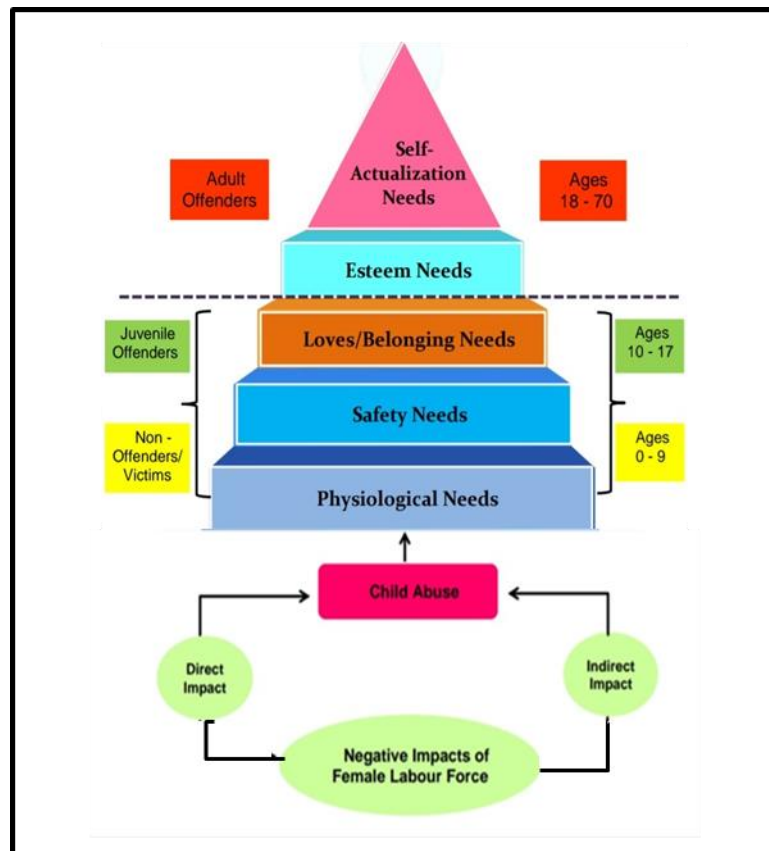 Self-
Actualization
Needs
Adult
Offenders
Ages
18 - 70
Esteem Needs
Juvenile
Offenders
Loves/Belonging Needs
Ages
10 - 17
Safety Needs
Non -
Offenders/
Victims
Ages
0 - 9
Physiological Needs
Child Abuse
Direct
Impact
Indirect
Impact
Negative Impacts of
Female Labour Force